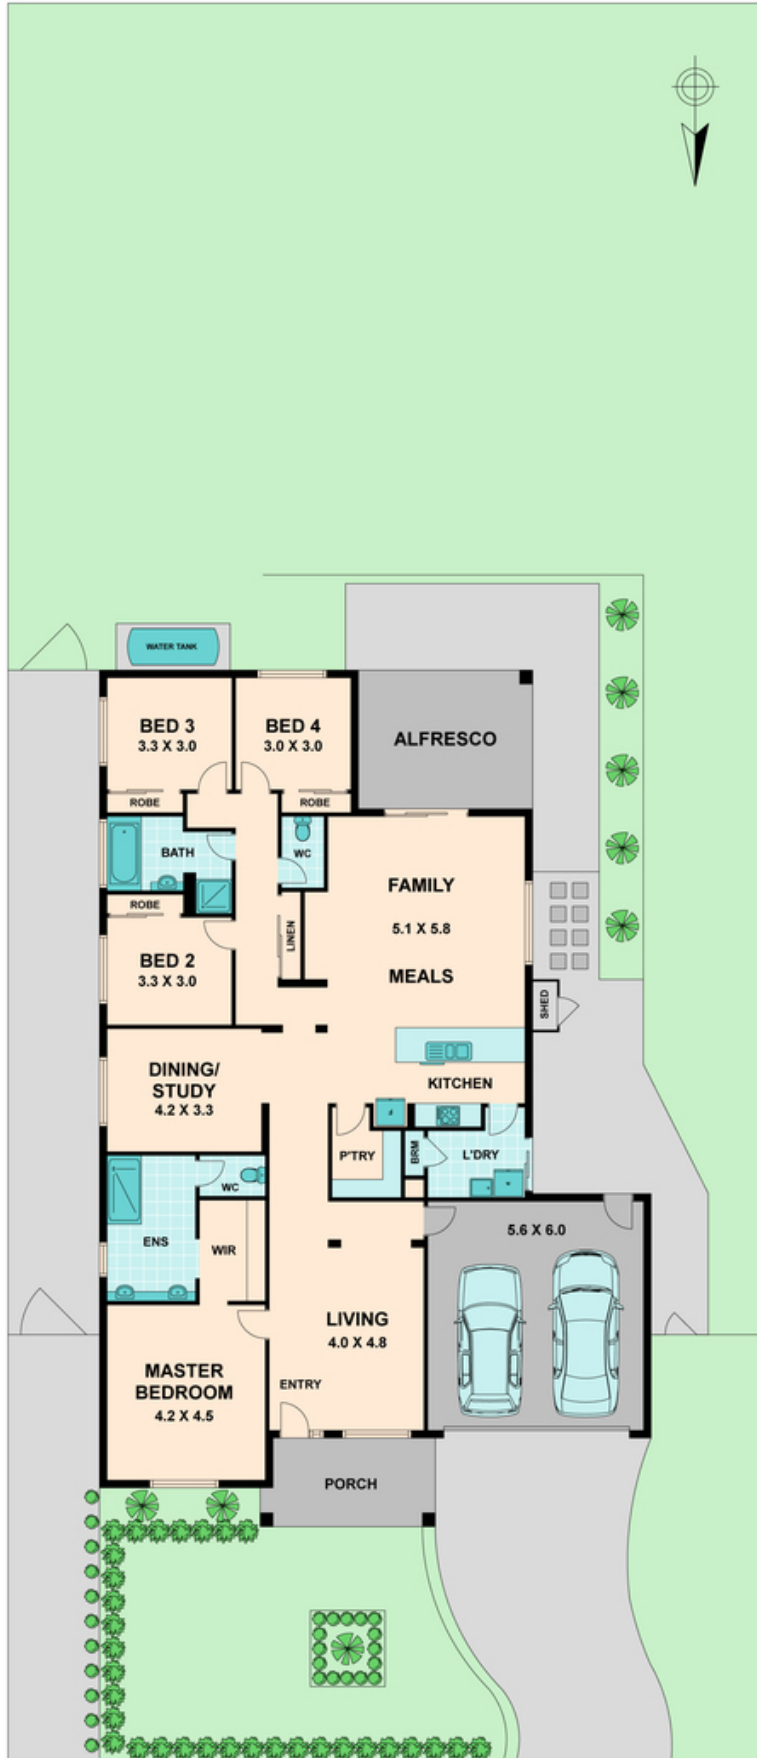 WATER TANK
BED 3
3.3 X 3.0
BED 4
3.0 X 3.0
ALFRESCO
ROBE
ROBE
BATH
WC
FAMILY
5.1 X 5.8
MEALS
ROBE
LINEN
BED 2
3.3 X 3.0
SHED
DINING/
STUDY
4.2 X 3.3
KITCHEN
P'TRY
BRM
L'DRY
WC
ENS
WIR
5.6 X 6.0
LIVING
4.0 X 4.8
MASTER
BEDROOM
4.2 X 4.5
ENTRY
PORCH